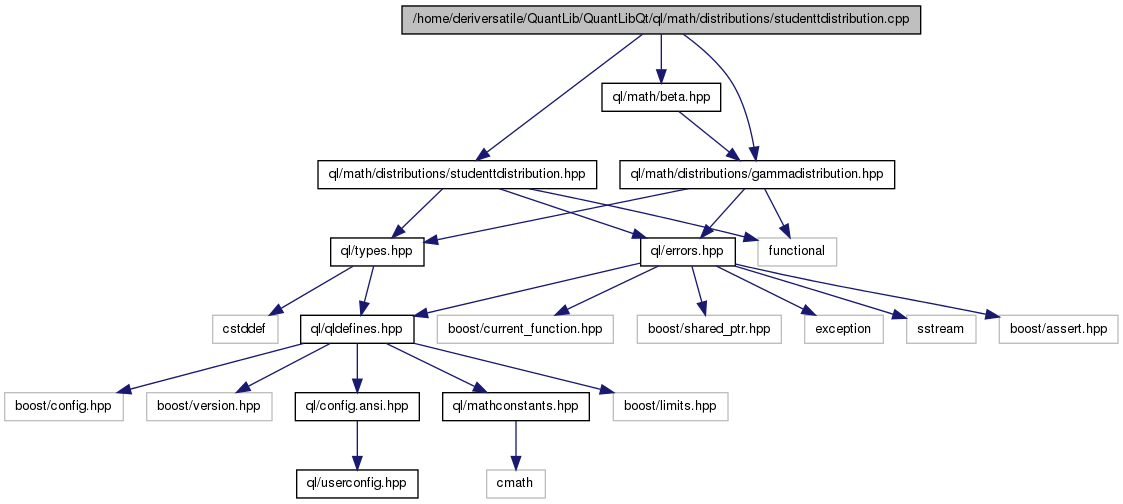 /home/deriversatile/QuantLib/QuantLibQt/ql/math/distributions/studenttdistribution.cpp
ql/math/beta.hpp
ql/math/distributions/studenttdistribution.hpp
ql/math/distributions/gammadistribution.hpp
ql/types.hpp
ql/errors.hpp
functional
cstddef
ql/qldefines.hpp
boost/current_function.hpp
boost/shared_ptr.hpp
exception
sstream
boost/assert.hpp
boost/config.hpp
boost/version.hpp
ql/config.ansi.hpp
ql/mathconstants.hpp
boost/limits.hpp
ql/userconfig.hpp
cmath